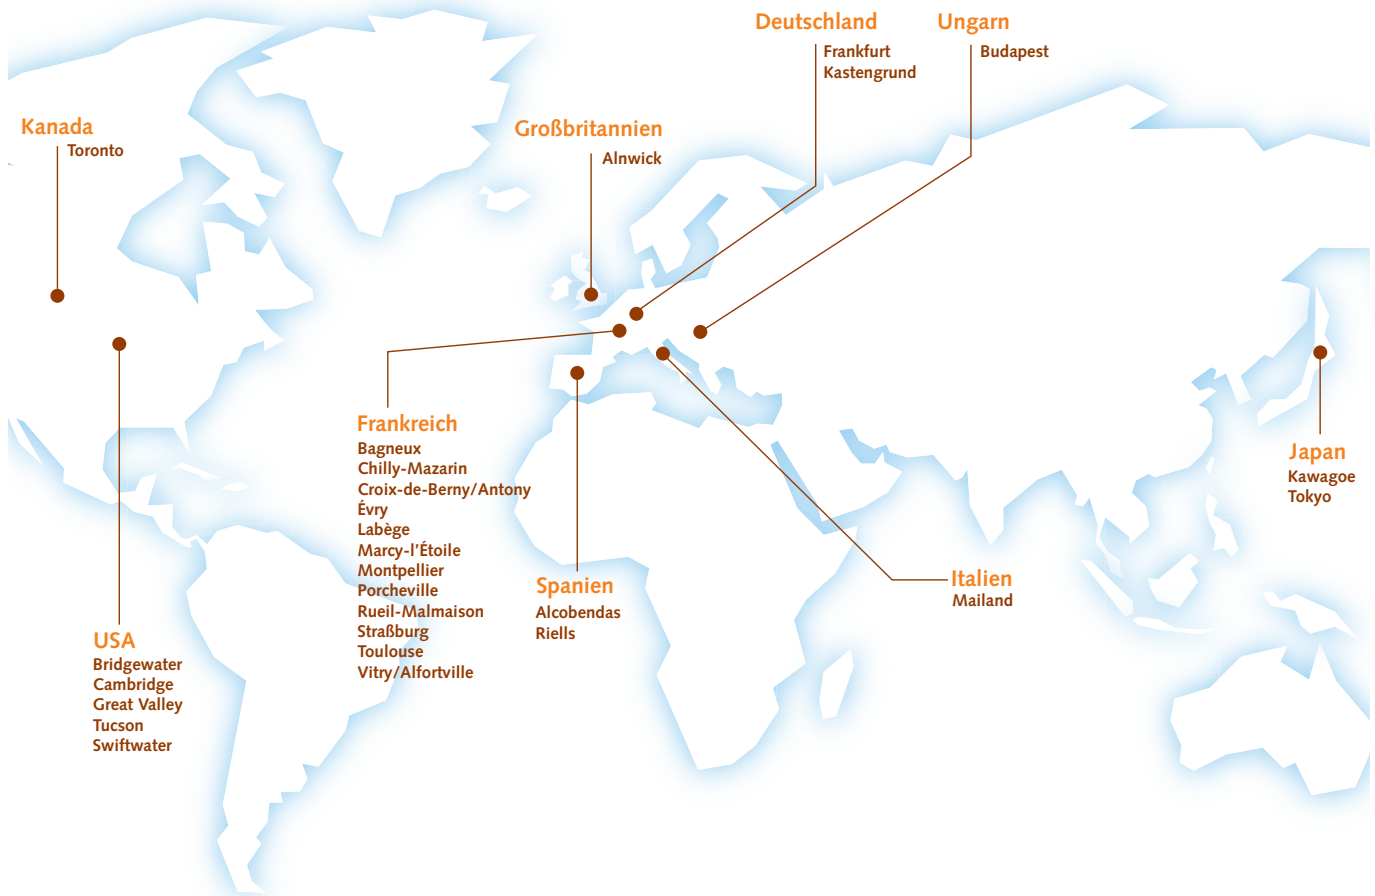 Deutschland
Frankfurt
Kastengrund
Ungarn
Budapest
Kanada
Toronto
Großbritannien
Alnwick
Frankreich
Bagneux
Chilly-Mazarin
Croix-de-Berny/Antony
Évry
Labège
Marcy-l'Étoile
Montpellier
Porcheville
Rueil-Malmaison
Straßburg
Toulouse
Vitry/Alfortville
Japan
Kawagoe
Tokyo
Spanien
Alcobendas
Riells
Italien
Mailand
USA
Bridgewater
Cambridge
Great Valley
Tucson
Swiftwater